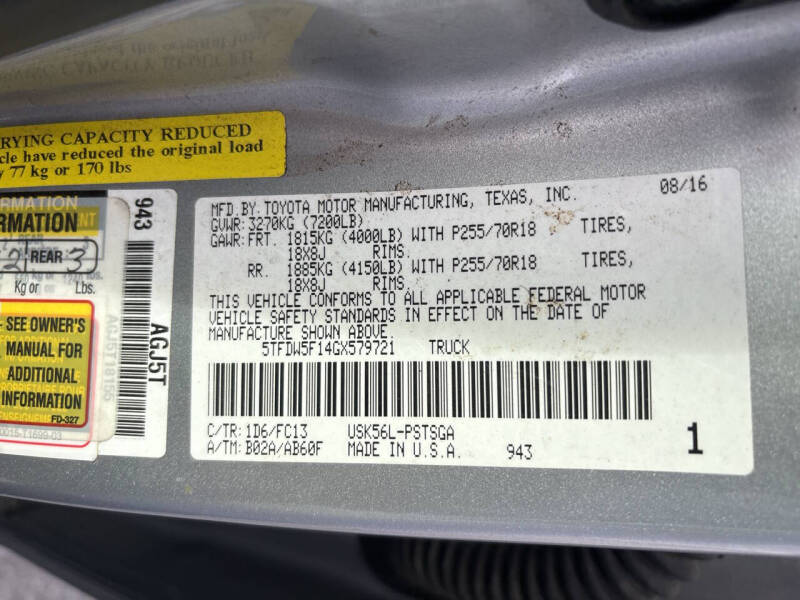 RYING CAPACITY REDUCED
cle have reduced the original load
y 77 kg or 170 lbs
RMATION
RMATION
2 REAR 3
Kg or Lbs.
- SEE OWNER'S
MANUAL FOR
ADDITIONAL
INFORMATION
FD-327
943
AGJ5T
MFD.BY.TOYOTA MOTOR MANUFACTURING, TEXAS, INC. 08/16
GVWR:3270KG (7200LB)
GAWR:FRT. 1815KG (4000LB) WITH P255/70R18 TIRES,
18X8J RIMS.
RR. 1885KG (4150LB) WITH P255/70R18 TIRES,
18X8J RIMS.
THIS VEHICLE CONFORMS TO ALL APPLICABLE FEDERAL MOTOR
VEHICLE SAFETY STANDARDS IN EFFECT ON THE DATE OF
MANUFACTURE SHOWN ABOVE.
5TFDW5F14GX579721 TRUCK
C/TR:1D6/FC13 USK56L-PSTSGA
A/TM:B02A/AB60F MADE IN U.S.A. 943 1